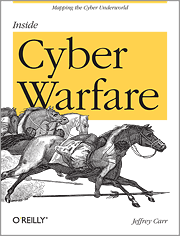 Mapping the Cyber Underworld
Inside
Cyber
Warfare
O'REILLY®
Jeffrey Carr